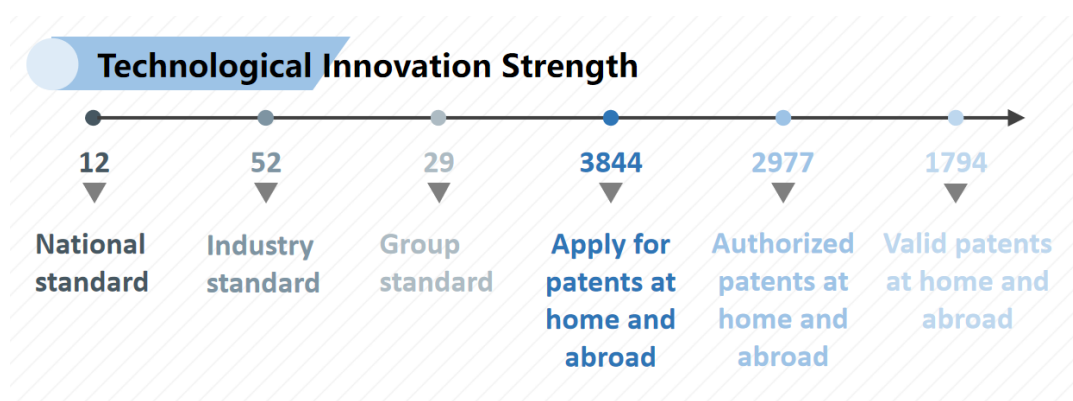 Technological Innovation Strength
12
52
29
3844
2977
1794
National
standard
Industry
standard
Group
standard
Apply for
patents at
home and
abroad
Authorized
patents at
home and
abroad
Valid patents
at home and
abroad